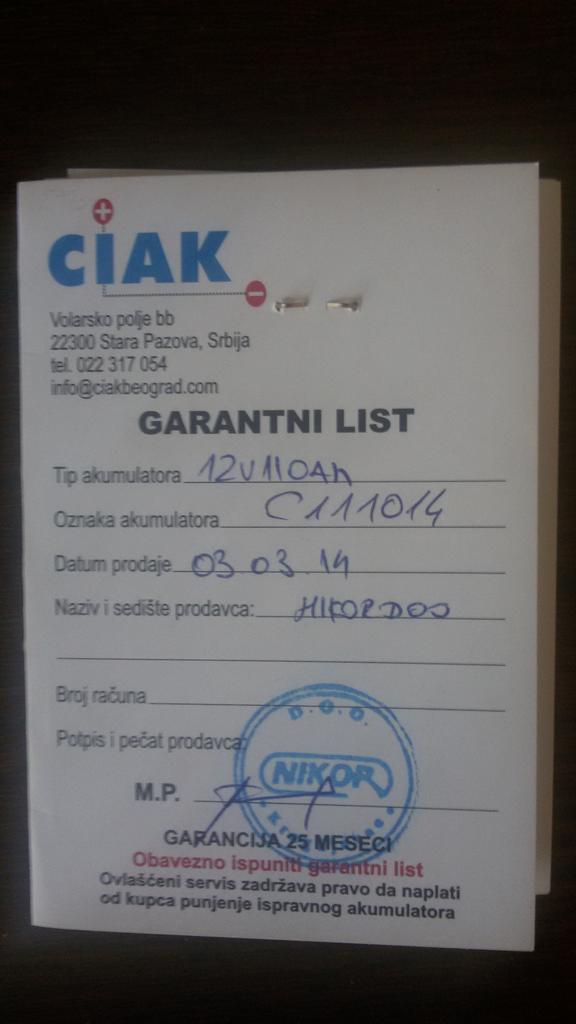 CIAK
Volarsko polje bb
22300 Stara Pazova, Srbija
tel. 022 317 054
info@ciakbeograd.com
GARANTNI LIST
Tip akumulatora 12V110Ah
Oznaka akumulatora C111014
Datum prodaje 03 03.14
Naziv i sedište prodavca: NIKOR DOO
Broj računa
Potpis i pečat prodavca:
D.O.O.
NIKOR
M.P.
GARANCIJA 25 MESECI
Obavezno ispuniti garantni list
Ovlašćeni servis zadržava pravo da naplati
od kupca punjenje ispravnog akumulatora